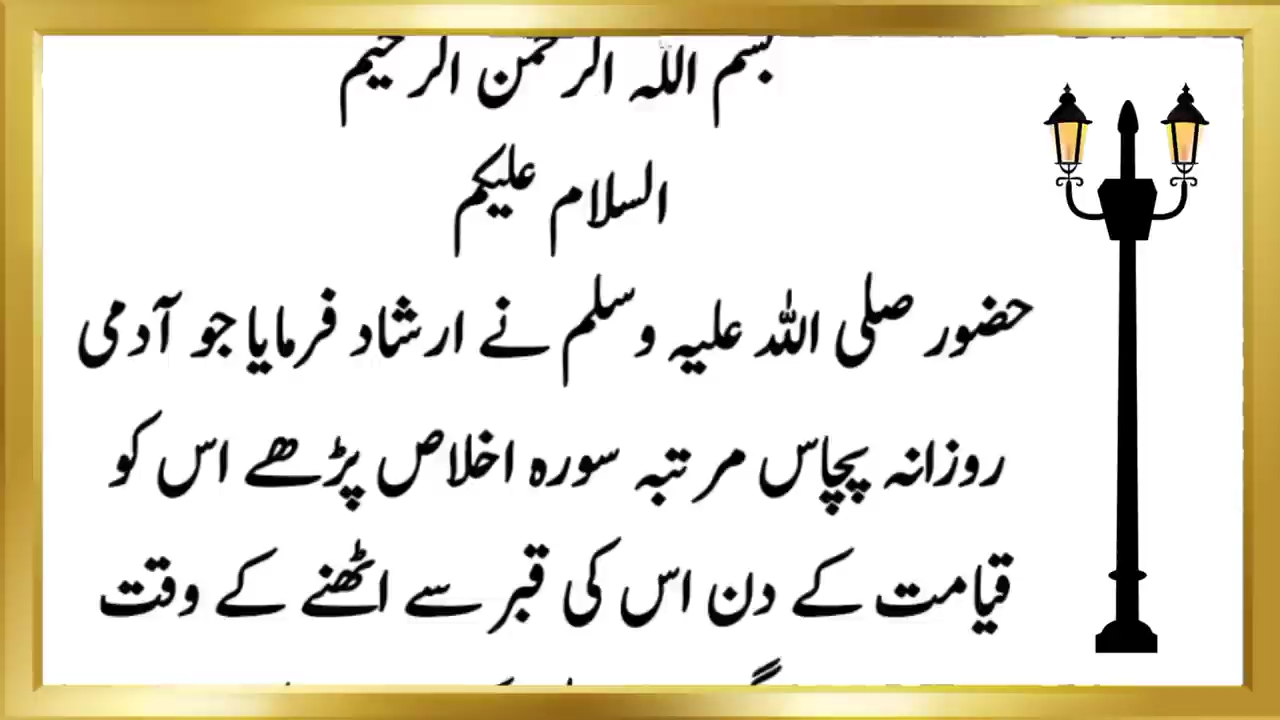 بسم اللہ الرحمن الرحیم
السلام علیکم
حضور صلی اللہ علیہ وسلم نے ارشاد فرمایا جو آدمی
روزانہ پچاس مرتبہ سورہ اخلاص پڑھے اس کو
قیامت کے دن اس کی قبر سے اٹھنے کے وقت